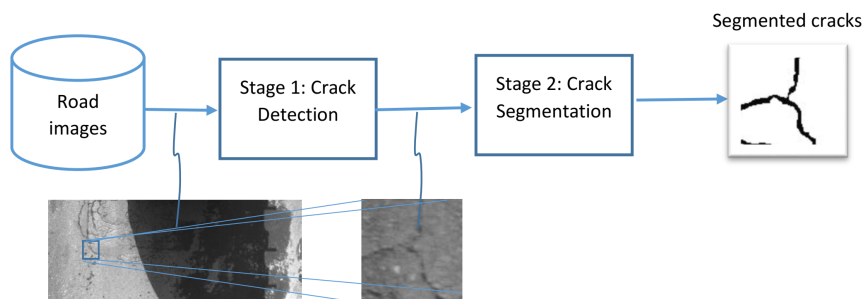 Segmented cracks
Road
images
Stage 1: Crack
Detection
Stage 2: Crack
Segmentation